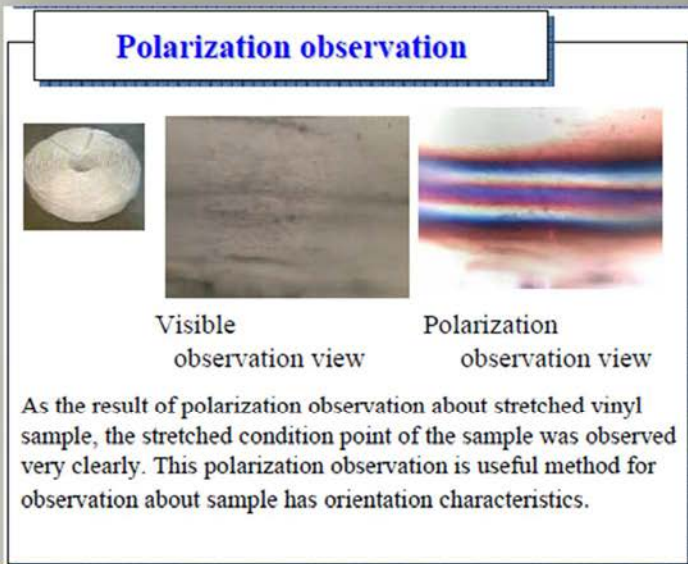 Polarization observation
Visible
observation view
Polarization
observation view
As the result of polarization observation about stretched vinyl
sample, the stretched condition point of the sample was observed
very clearly. This polarization observation is useful method for
observation about sample has orientation characteristics.